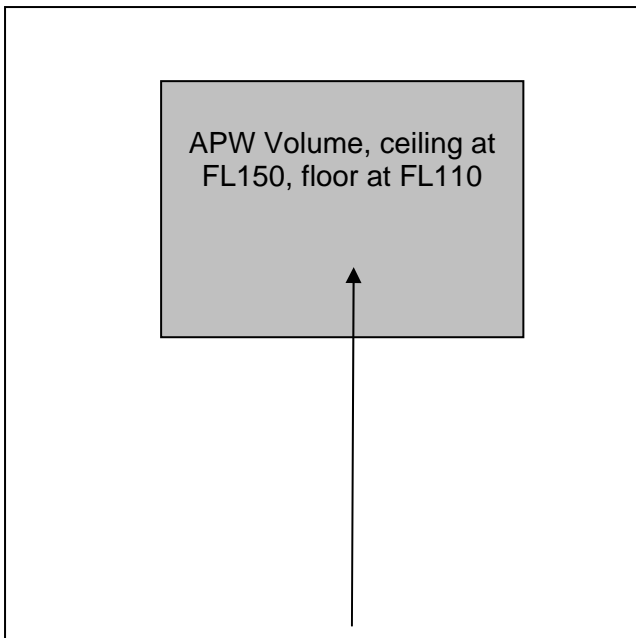 APW Volume, ceiling at
FL150, floor at FL110